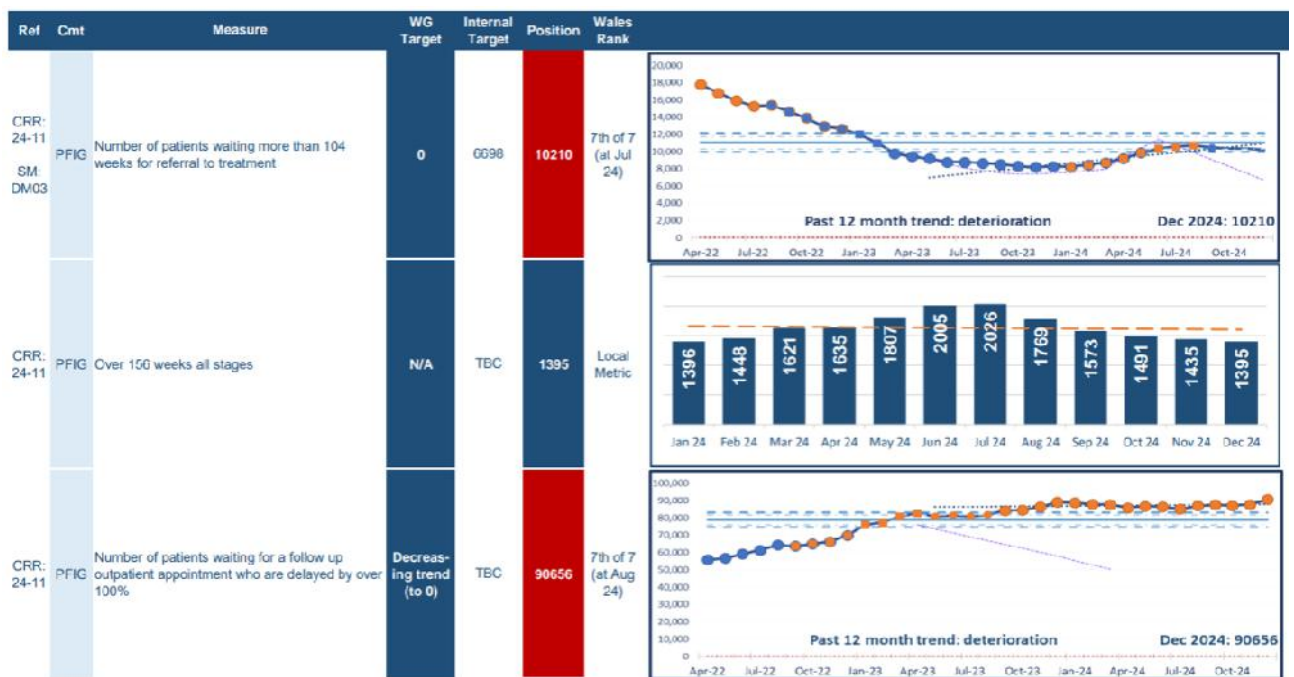 Ref Cmt Measure WG Target Internal Target Position Wales Rank
CRR: 24-11 SM: DM03
PFIG
Number of patients waiting more than 104
weeks for referral to treatment
0
6698
10210
7th of 7
(at Jul
24)
20,000
18,000
16,000
14,000
12,000
10,000
8,000
6,000
4,000
2,000
0
Past 12 month trend: deterioration
Dec 2024: 10210
Apr-22 Jul-22 Oct-22 Jan-23 Apr-23 Jul-23 Oct-23 Jan-24 Apr-24 Jul-24 Oct-24
CRR:
24-11
PFIG
Over 156 weeks all stages
N/A
TBC
1395
Local
Metric
1396 1448 1621 1635 1807 2005 2026 1769 1573 1491 1435 1395
Jan 24 Feb 24 Mar 24 Apr 24 May 24 Jun 24 Jul 24 Aug 24 Sep 24 Oct 24 Nov 24 Dec 24
CRR:
24-11
PFIG
Number of patients waiting for a follow up
outpatient appointment who are delayed by over
100%
Decreas-
ing trend
(to 0)
TBC
90656
7th of 7
(at Aug
24)
100,000
90,000
80,000
70,000
60,000
50,000
40,000
30,000
20,000
10,000
0
Past 12 month trend: deterioration
Dec 2024: 90656
Apr-22 Jul-22 Oct-22 Jan-23 Apr-23 Jul-23 Oct-23 Jan-24 Apr-24 Jul-24 Oct-24